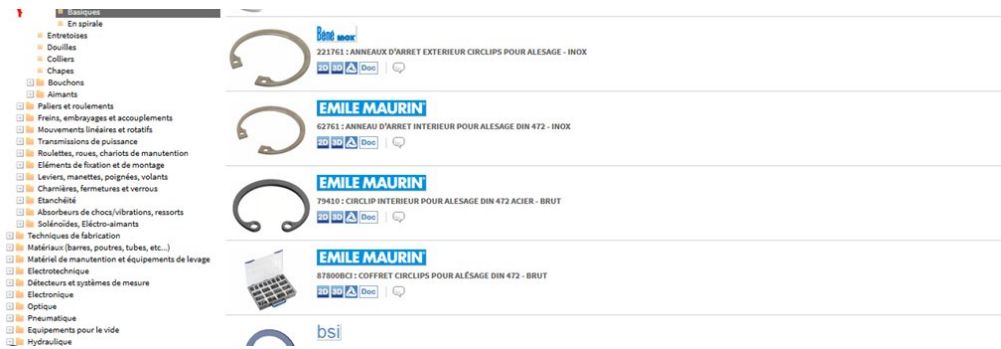 Basiques
En spirale
Entretoises
Douilles
Colliers
Chapes
Bouchons
Aimants
Paliers et roulements
Freins, embrayages et accouplements
Mouvements linéaires et rotatifs
Transmissions de puissance
Roulettes, roues, chariots de manutention
Eléments de fixation et de montage
Leviers, manettes, poignées, volants
Charnières, fermetures et verrous
Etanchéité
Absorbeurs de chocs/vibrations, ressorts
Solénoïdes, Eléctro-aimants
Techniques de fabrication
Matériaux (barres, poutres, tubes, etc...)
Matériel de manutention et équipements de levage
Electrotechnique
Détecteurs et systèmes de mesure
Electronique
Optique
Pneumatique
Equipements pour le vide
Hydraulique
Béné inox
221761 : ANNEAUX D'ARRET EXTERIEUR CIRCLIPS POUR ALESAGE - INOX
2D 3D Doc
EMILE MAURIN
62761 : ANNEAU D'ARRET INTERIEUR POUR ALESAGE DIN 472 - INOX
2D 3D Doc
EMILE MAURIN
79410 : CIRCLIP INTERIEUR POUR ALESAGE DIN 472 ACIER - BRUT
2D 3D Doc
EMILE MAURIN
87800BCI : COFFRET CIRCLIPS POUR ALÉSAGE DIN 472 - BRUT
2D 3D Doc
bsi